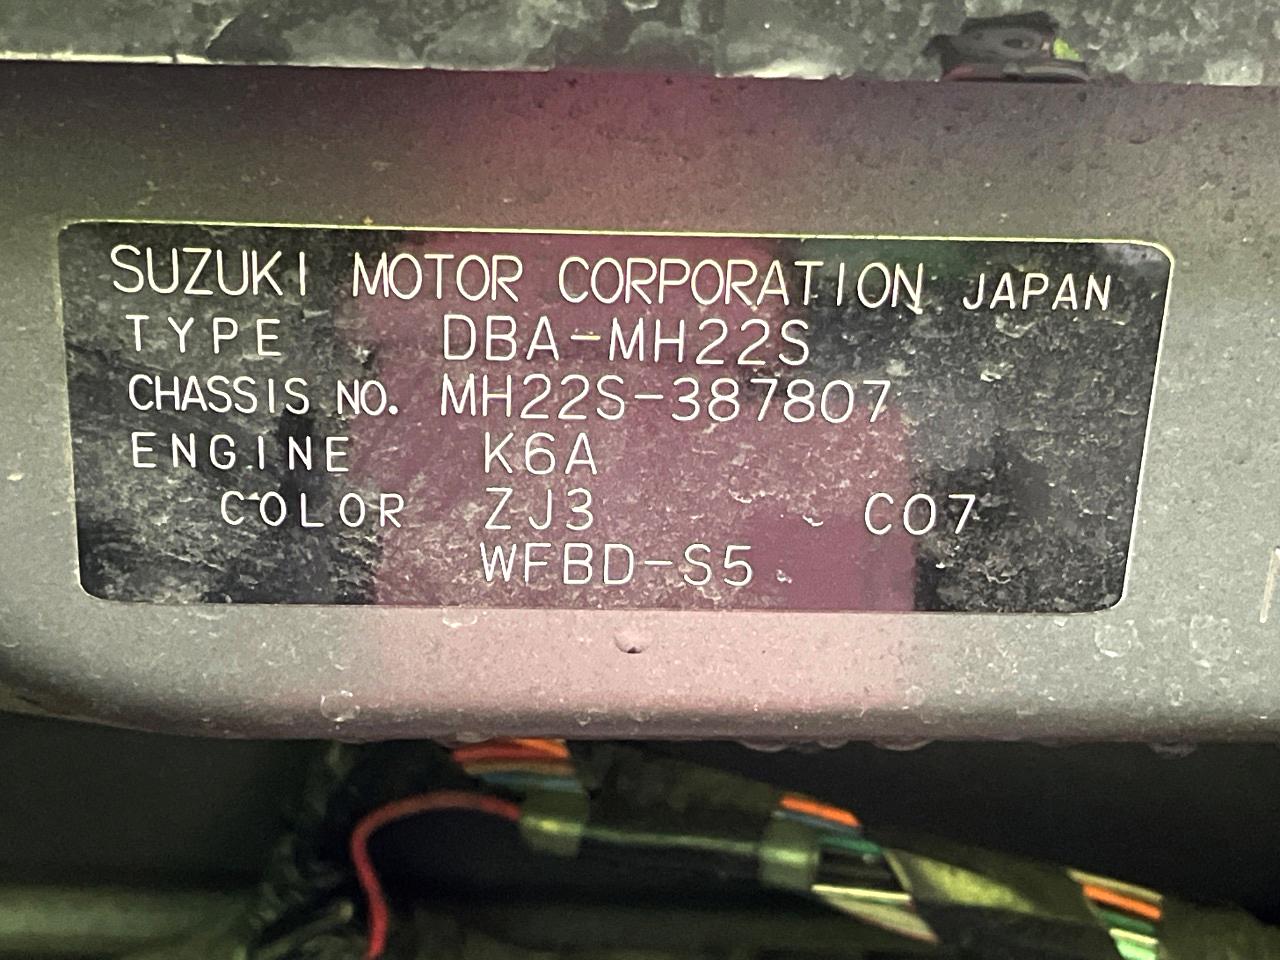 SUZUKI MOTOR CORPORATION JAPAN
TYPE DBA-MH22S
CHASSIS NO. MH22S-387807
ENGINE K6A
COLOR ZJ3 C07
WFBD-S5